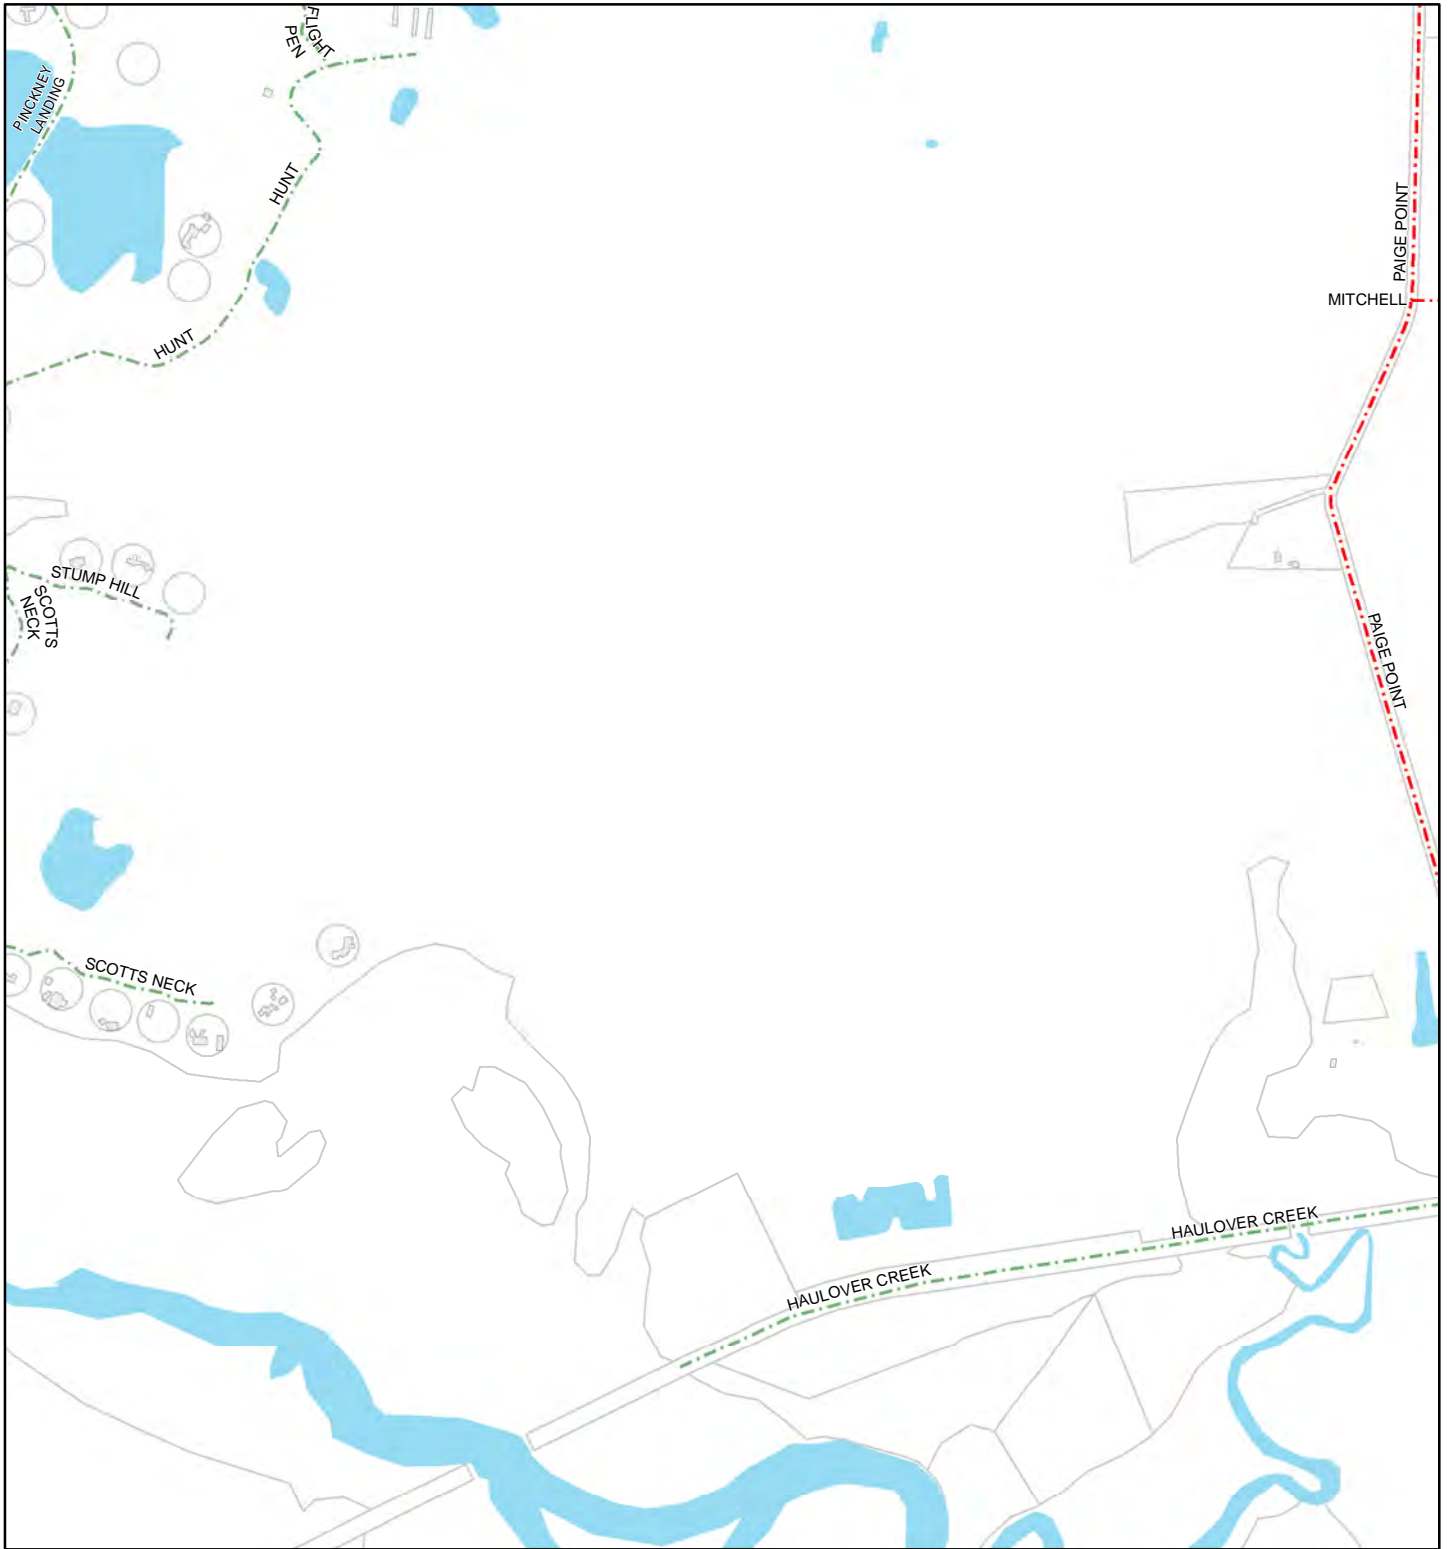 FLIGHT
PEN
PINCKNEY
LANDING
HUNT
PAIGE POINT
MITCHELL
HUNT
STUMP HILL
SCOTTS
NECK
PAIGE POINT
SCOTTS NECK
HAULOVER CREEK
HAULOVER CREEK